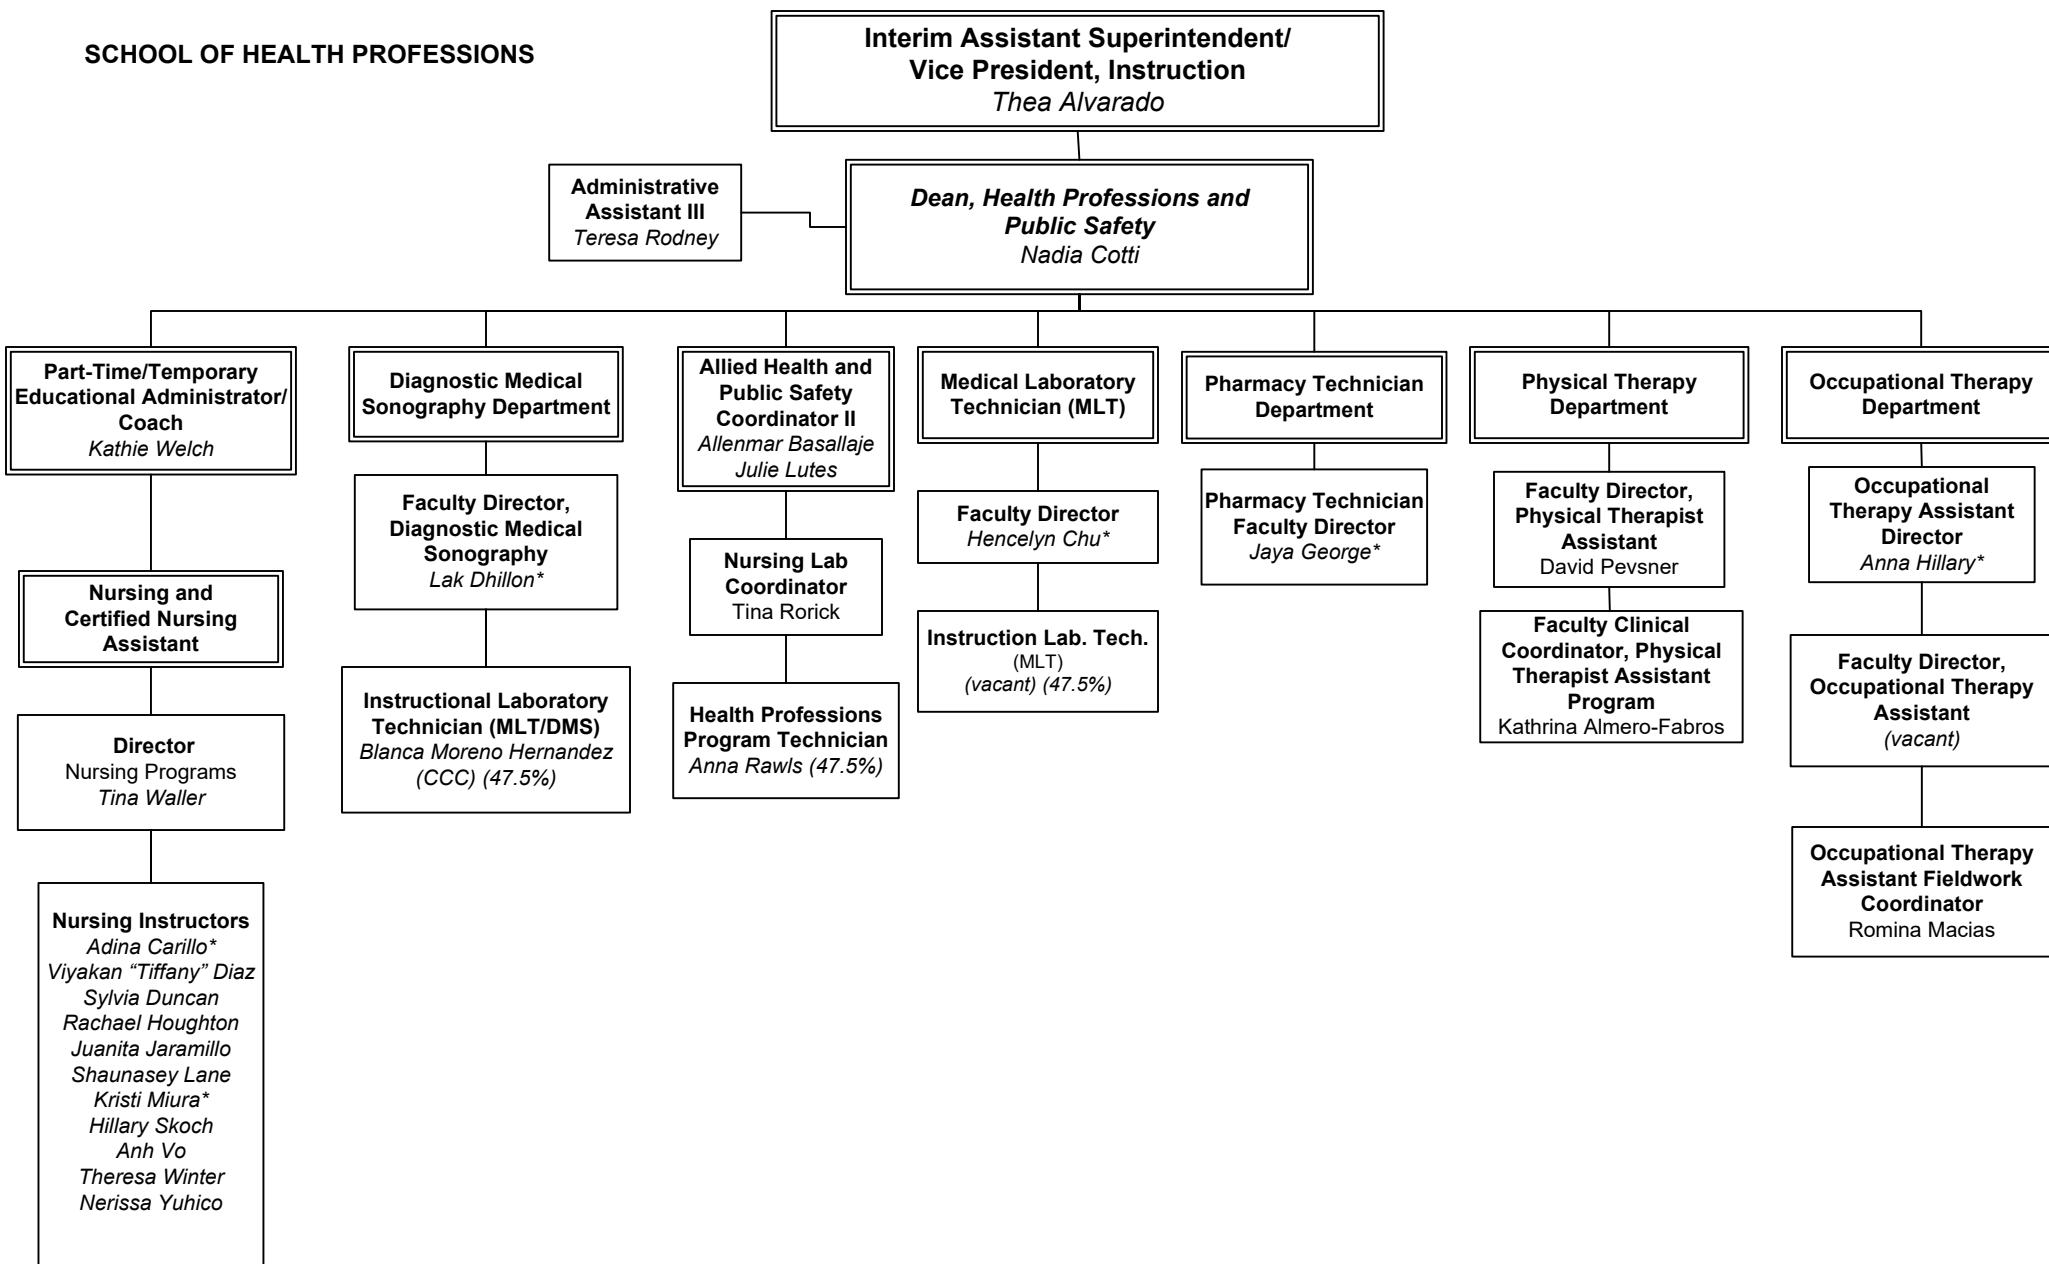 SCHOOL OF HEALTH PROFESSIONS
Interim Assistant Superintendent/
Vice President, Instruction
Thea Alvarado
Administrative
Assistant III
Teresa Rodney
Dean, Health Professions and
Public Safety
Nadia Cotti
Part-Time/Temporary
Educational Administrator/
Coach
Kathie Welch
Nursing and
Certified Nursing
Assistant
Director
Nursing Programs
Tina Waller
Nursing Instructors
Adina Carillo*
Viyakan “Tiffany” Diaz
Sylvia Duncan
Rachael Houghton
Juanita Jaramillo
Shaunasey Lane
Kristi Miura*
Hillary Skoch
Anh Vo
Theresa Winter
Nerissa Yuhico
Diagnostic Medical
Sonography Department
Faculty Director,
Diagnostic Medical
Sonography
Lak Dhillon*
Instructional Laboratory
Technician (MLT/DMS)
Blanca Moreno Hernandez
(CCC) (47.5%)
Allied Health and
Public Safety
Coordinator II
Allenmar Basallaje
Julie Lutes
Nursing Lab
Coordinator
Tina Rorick
Health Professions
Program Technician
Anna Rawls (47.5%)
Medical Laboratory
Technician (MLT)
Faculty Director
Hencelyn Chu*
Instruction Lab. Tech.
(MLT)
(vacant) (47.5%)
Pharmacy Technician
Department
Pharmacy Technician
Faculty Director
Jaya George*
Physical Therapy
Department
Faculty Director,
Physical Therapist
Assistant
David Pevsner
Faculty Clinical
Coordinator, Physical
Therapist Assistant
Program
Kathrina Almero-Fabros
Occupational Therapy
Department
Occupational
Therapy Assistant
Director
Anna Hillary*
Faculty Director,
Occupational Therapy
Assistant
(vacant)
Occupational Therapy
Assistant Fieldwork
Coordinator
Romina Macias